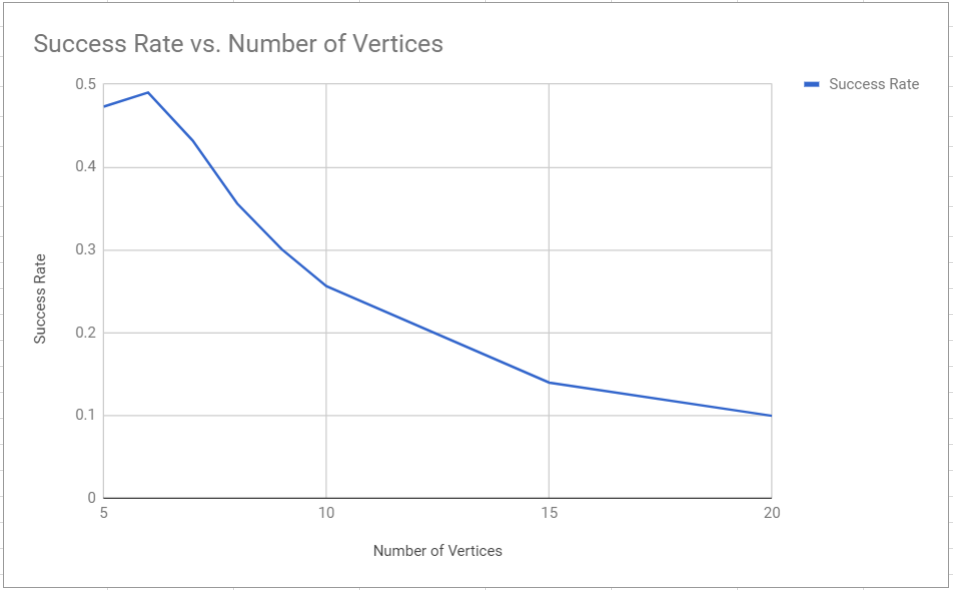 Success Rate vs. Number of Vertices
0.5
Success Rate
0.4
0.3
Success Rate
0.2
0.1
0
5 10 15 20
Number of Vertices